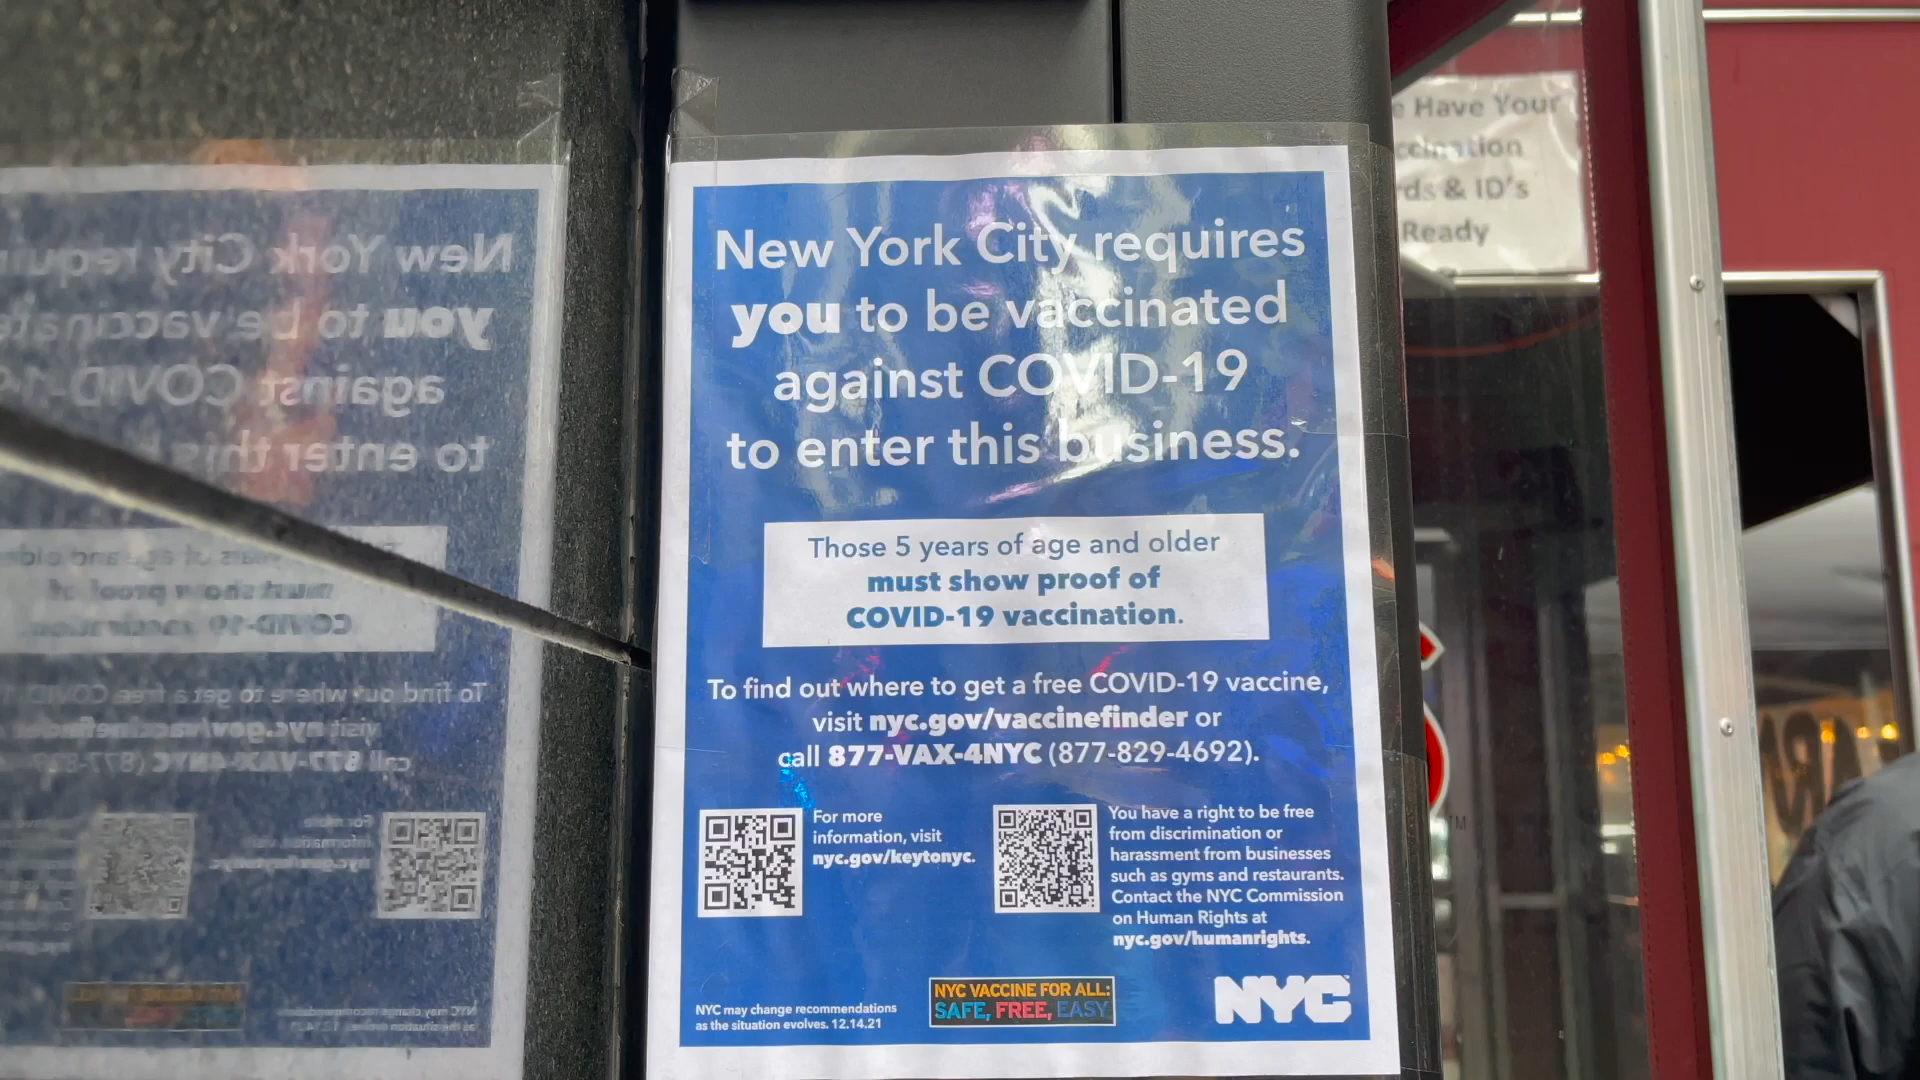 New York City requires
you to be vaccinated
against COVID-19
to enter this business.
Those 5 years of age and older
must show proof of
COVID-19 vaccination.
To find out where to get a free COVID-19 vaccine,
visit nyc.gov/vaccinefinder or
call 877-VAX-4NYC (877-829-4692).
For more
information, visit
nyc.gov/keytonyc.
You have a right to be free
from discrimination or
harassment from businesses
such as gyms and restaurants.
Contact the NYC Commission
on Human Rights at
nyc.gov/humanrights.
NYC may change recommendations
as the situation evolves. 12.14.21
NYC VACCINE FOR ALL:
SAFE, FREE, EASY
NYC
Have Your
& ID's
Ready
TM